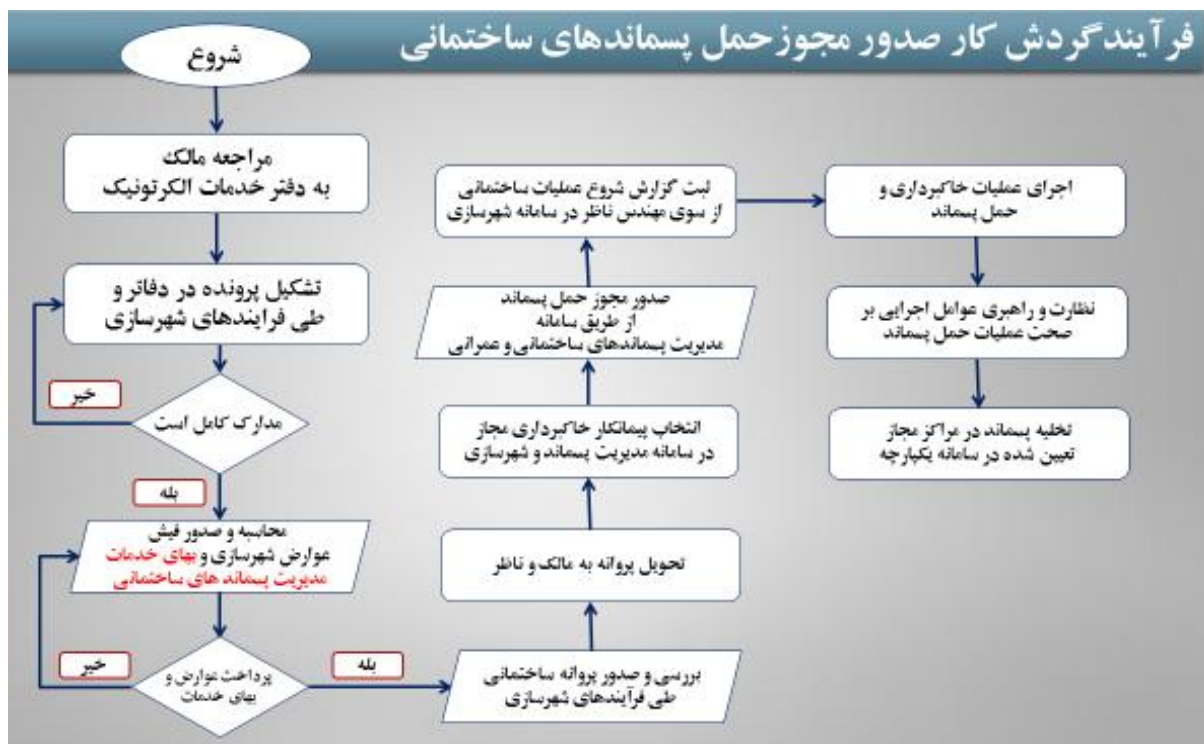 فرآیندگردش کار صدور مجوز حمل پسماندهای ساختمانی
شروع
مراجعه مالک
به دفتر خدمات الکرتونیک
تشکیل پرونده در دفاتر و
طی فرایندهای شهرسازی
خیر
مدارک کامل است
بله
محاسبه و صدور فیش
عوارض شهرسازی و بهای خدمات
مدیریت پسماند های ساختمانی
خیر
پرداخت عوارض و
بهای خدمات
بله
بررسی و صدور پروانه ساختمانی
طی فرآیندهای شهرسازی
تحویل پروانه به مالک و ناظر
انتخاب پیمانکار خاکبرداری مجاز
در سامانه مدیریت پسماند و شهرسازی
صدور مجوز حمل پسماند
از طریق سامانه
مدیریت پسماندهای ساختمانی و عمرانی
ثبت گزارش شروع عملیات ساختمانی
از سوی مهندس ناظر در سامانه شهرسازی
اجرای عملیات خاکبرداری و
حمل پسماند
نظارت و راهبری عوامل اجرایی بر
صحت عملیات حمل پسماند
تخلیه پسماند در مراکز مجاز
تعیین شده در سامانه یکپارچه